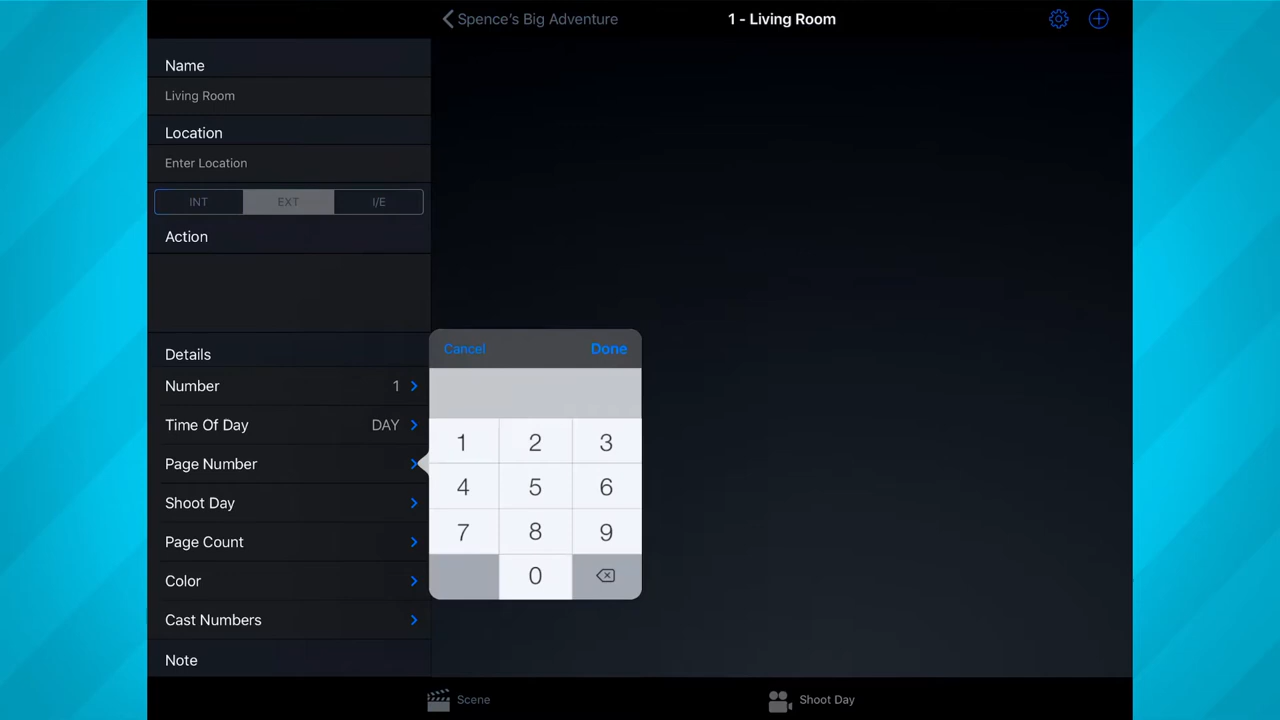 Spence's Big Adventure
1 - Living Room
Name
Living Room
Location
Enter Location
INT EXT I/E
Action
Details
Number 1
Time Of Day DAY
Page Number
Shoot Day
Page Count
Color
Cast Numbers
Note
Cancel Done
1 2 3
4 5 6
7 8 9
0
Scene
Shoot Day